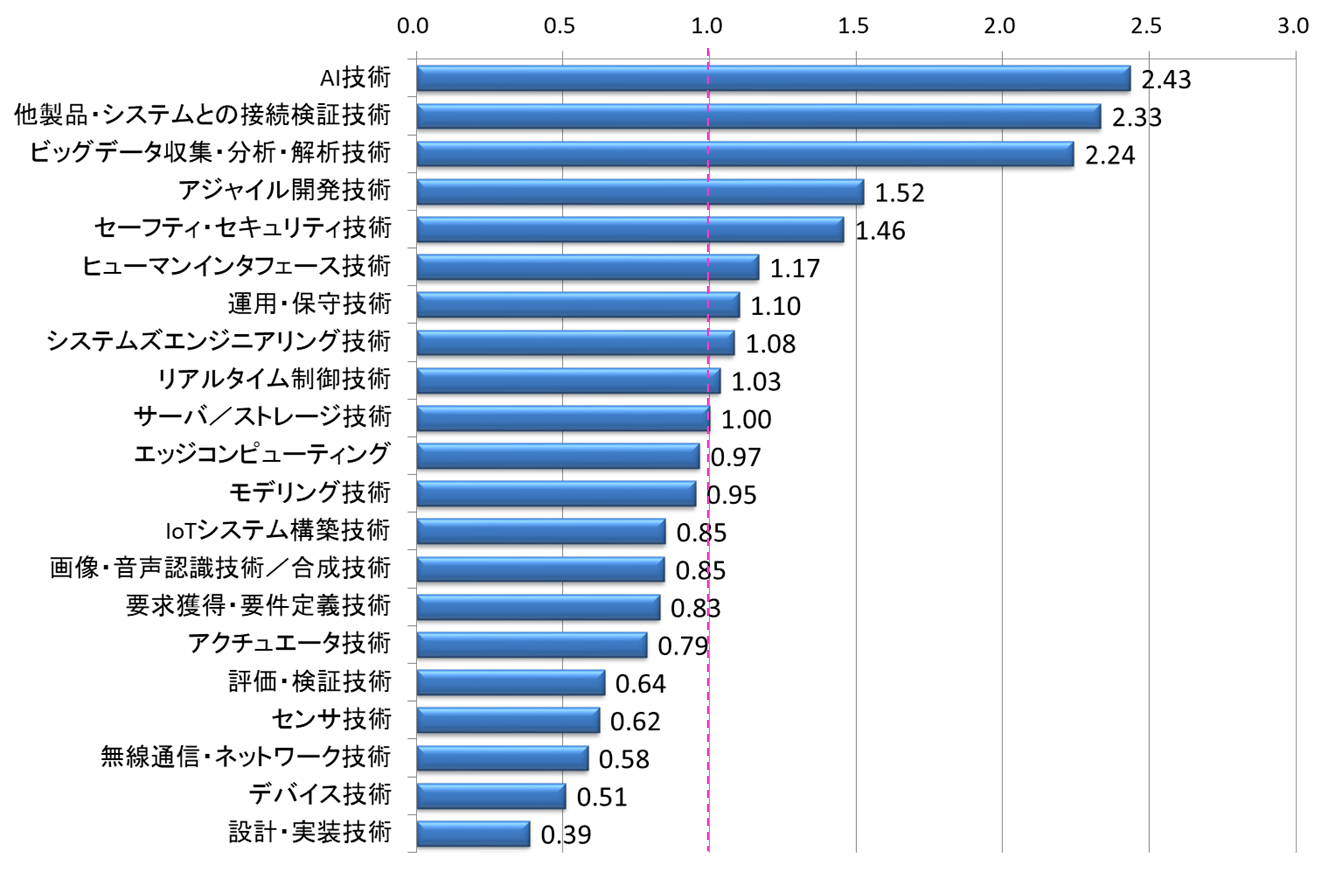 0.0 0.5 1.0 1.5 2.0 2.5 3.0
AI技術 2.43
他製品・システムとの接続検証技術 2.33
ビッグデータ収集・分析・解析技術 2.24
アジャイル開発技術 1.52
セーフティ・セキュリティ技術 1.46
ヒューマンインタフェース技術 1.17
運用・保守技術 1.10
システムズエンジニアリング技術 1.08
リアルタイム制御技術 1.03
サーバ／ストレージ技術 1.00
エッジコンピューティング 0.97
モデリング技術 0.95
IoTシステム構築技術 0.85
画像・音声認識技術／合成技術 0.85
要求獲得・要件定義技術 0.83
アクチュエータ技術 0.79
評価・検証技術 0.64
センサ技術 0.62
無線通信・ネットワーク技術 0.58
デバイス技術 0.51
設計・実装技術 0.39